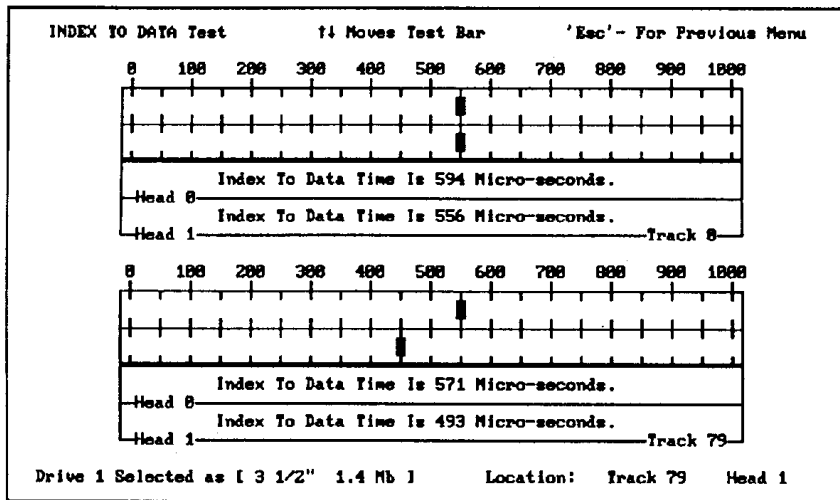 INDEX TO DATA Test ↑↓ Moves Test Bar 'Esc'- For Previous Menu
0 100 200 300 400 500 600 700 800 900 1000
Index To Data Time Is 594 Micro-seconds.
Head 0
Index To Data Time Is 556 Micro-seconds.
Head 1 Track 0
0 100 200 300 400 500 600 700 800 900 1000
Index To Data Time Is 571 Micro-seconds.
Head 0
Index To Data Time Is 493 Micro-seconds.
Head 1 Track 79
Drive 1 Selected as [ 3 1/2" 1.4 Mb ] Location: Track 79 Head 1